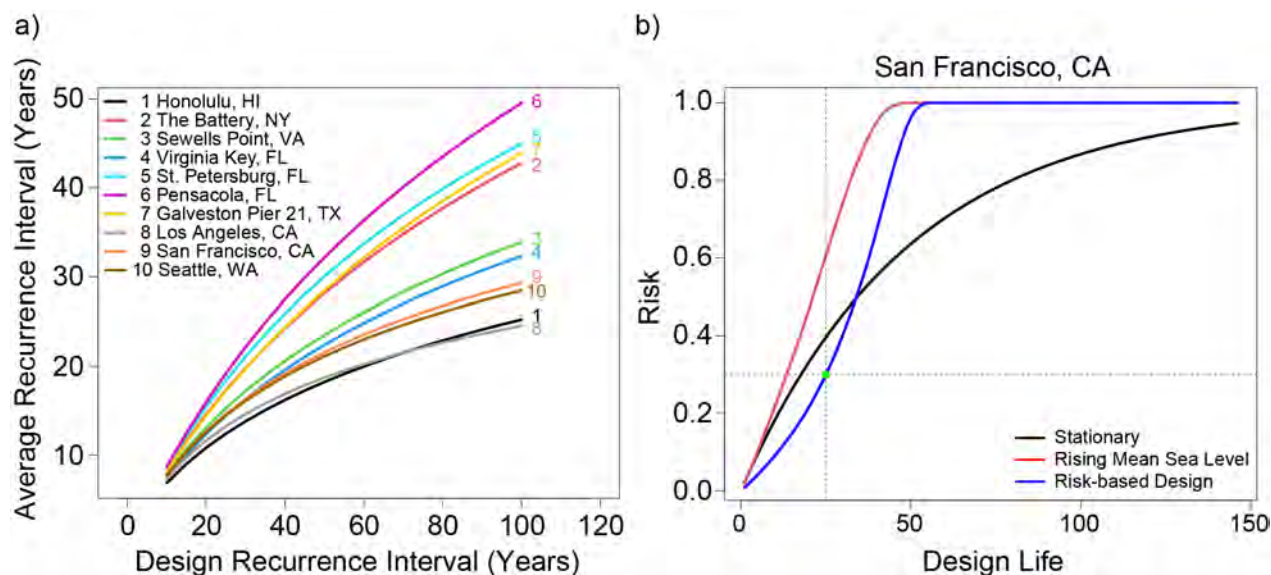 a)
Average Recurrence Interval (Years)
50
40
30
20
10
1 Honolulu, HI
2 The Battery, NY
3 Sewells Point, VA
4 Virginia Key, FL
5 St. Petersburg, FL
6 Pensacola, FL
7 Galveston Pier 21, TX
8 Los Angeles, CA
9 San Francisco, CA
10 Seattle, WA
6
5
7
2
3
4
9
10
1
8
0 20 40 60 80 100 120
Design Recurrence Interval (Years)
b)
San Francisco, CA
Risk
1.0
0.8
0.6
0.4
0.2
0.0
Stationary
Rising Mean Sea Level
Risk-based Design
0 50 100 150
Design Life